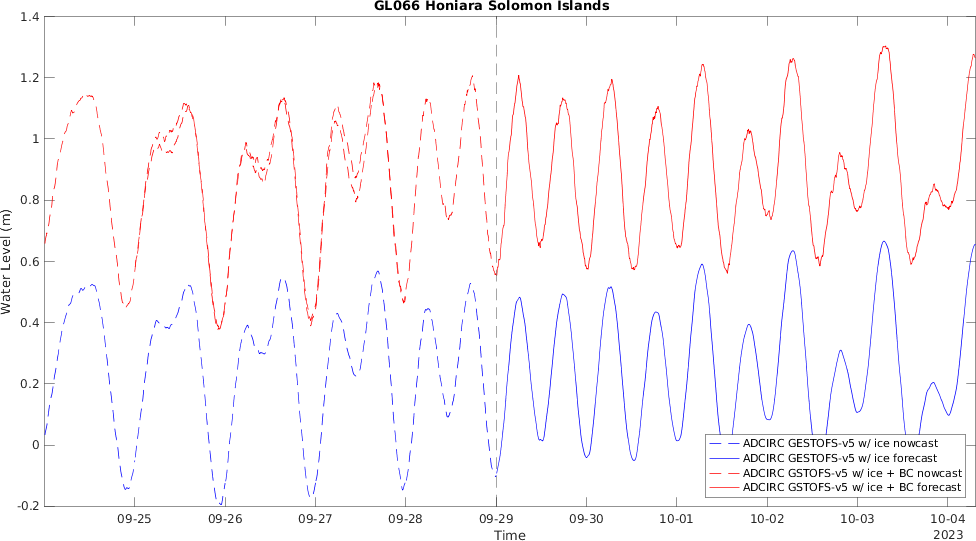 GL066 Honiara Solomon Islands
1.4
1.2
1
0.8
0.6
0.4
0.2
0
-0.2
Water Level (m)
09-25
09-26
09-27
09-28
09-29
09-30
10-01
10-02
10-03
10-04
2023
Time
ADCIRC GESTOFS-v5 w/ ice nowcast
ADCIRC GESTOFS-v5 w/ ice forecast
ADCIRC GSTOFS-v5 w/ ice + BC nowcast
ADCIRC GSTOFS-v5 w/ ice + BC forecast